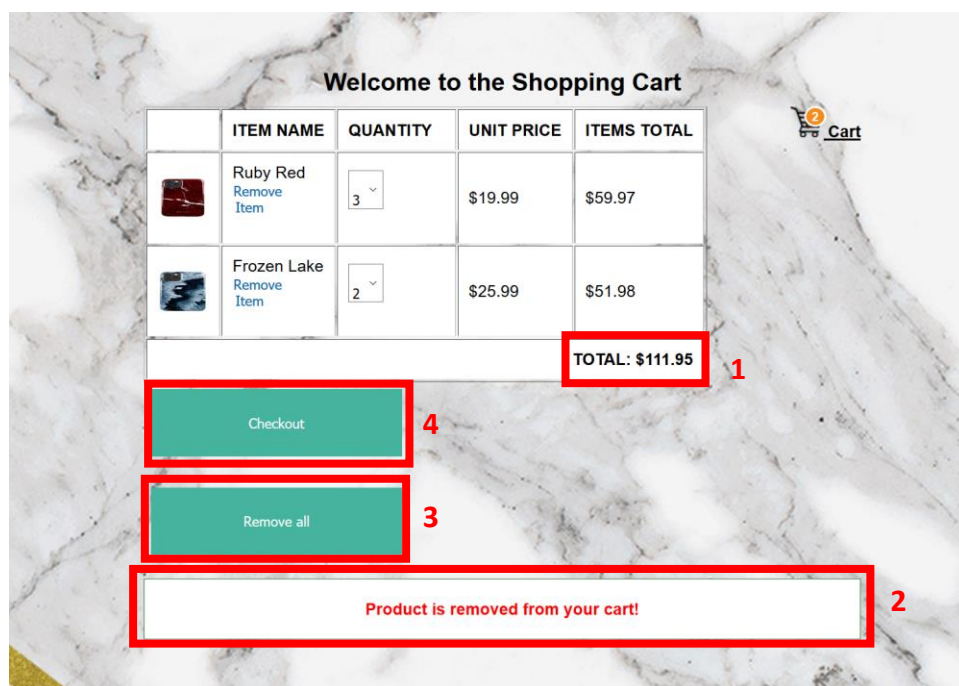 Welcome to the Shopping Cart
2
Cart
ITEM NAME QUANTITY UNIT PRICE ITEMS TOTAL
Ruby Red
Remove
Item
3
$19.99
$59.97
Frozen Lake
Remove
Item
2
$25.99
$51.98
TOTAL: $111.95
1
Checkout
4
Remove all
3
Product is removed from your cart!
2